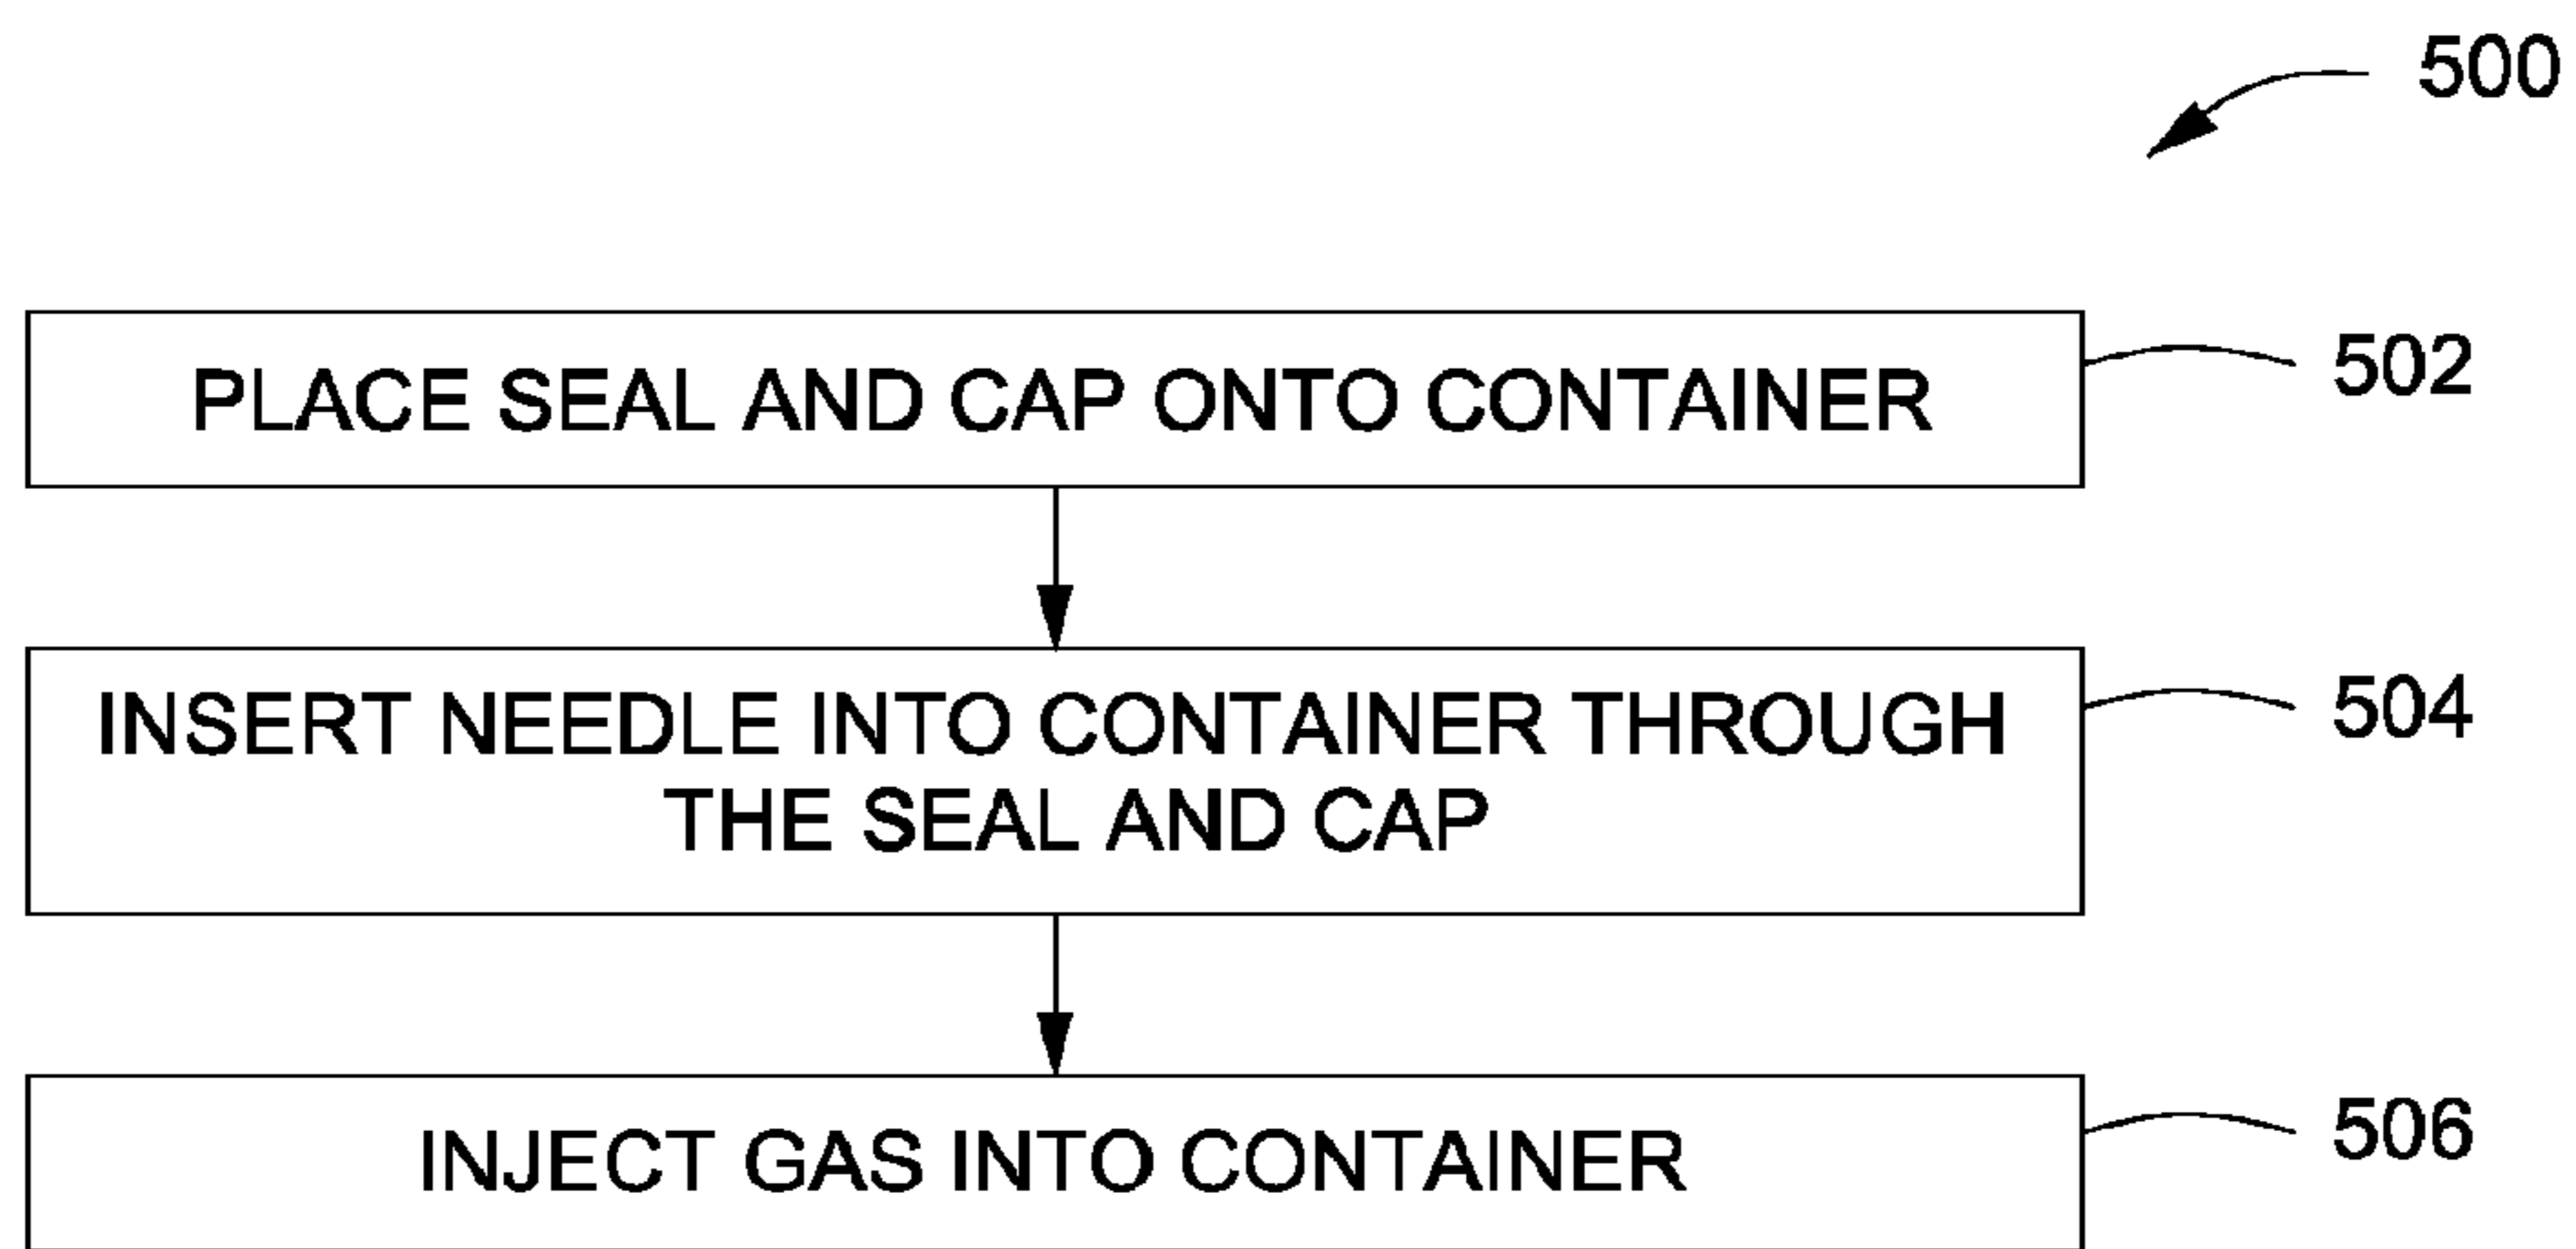 500
PLACE SEAL AND CAP ONTO CONTAINER
502
INSERT NEEDLE INTO CONTAINER THROUGH
THE SEAL AND CAP
504
INJECT GAS INTO CONTAINER
506